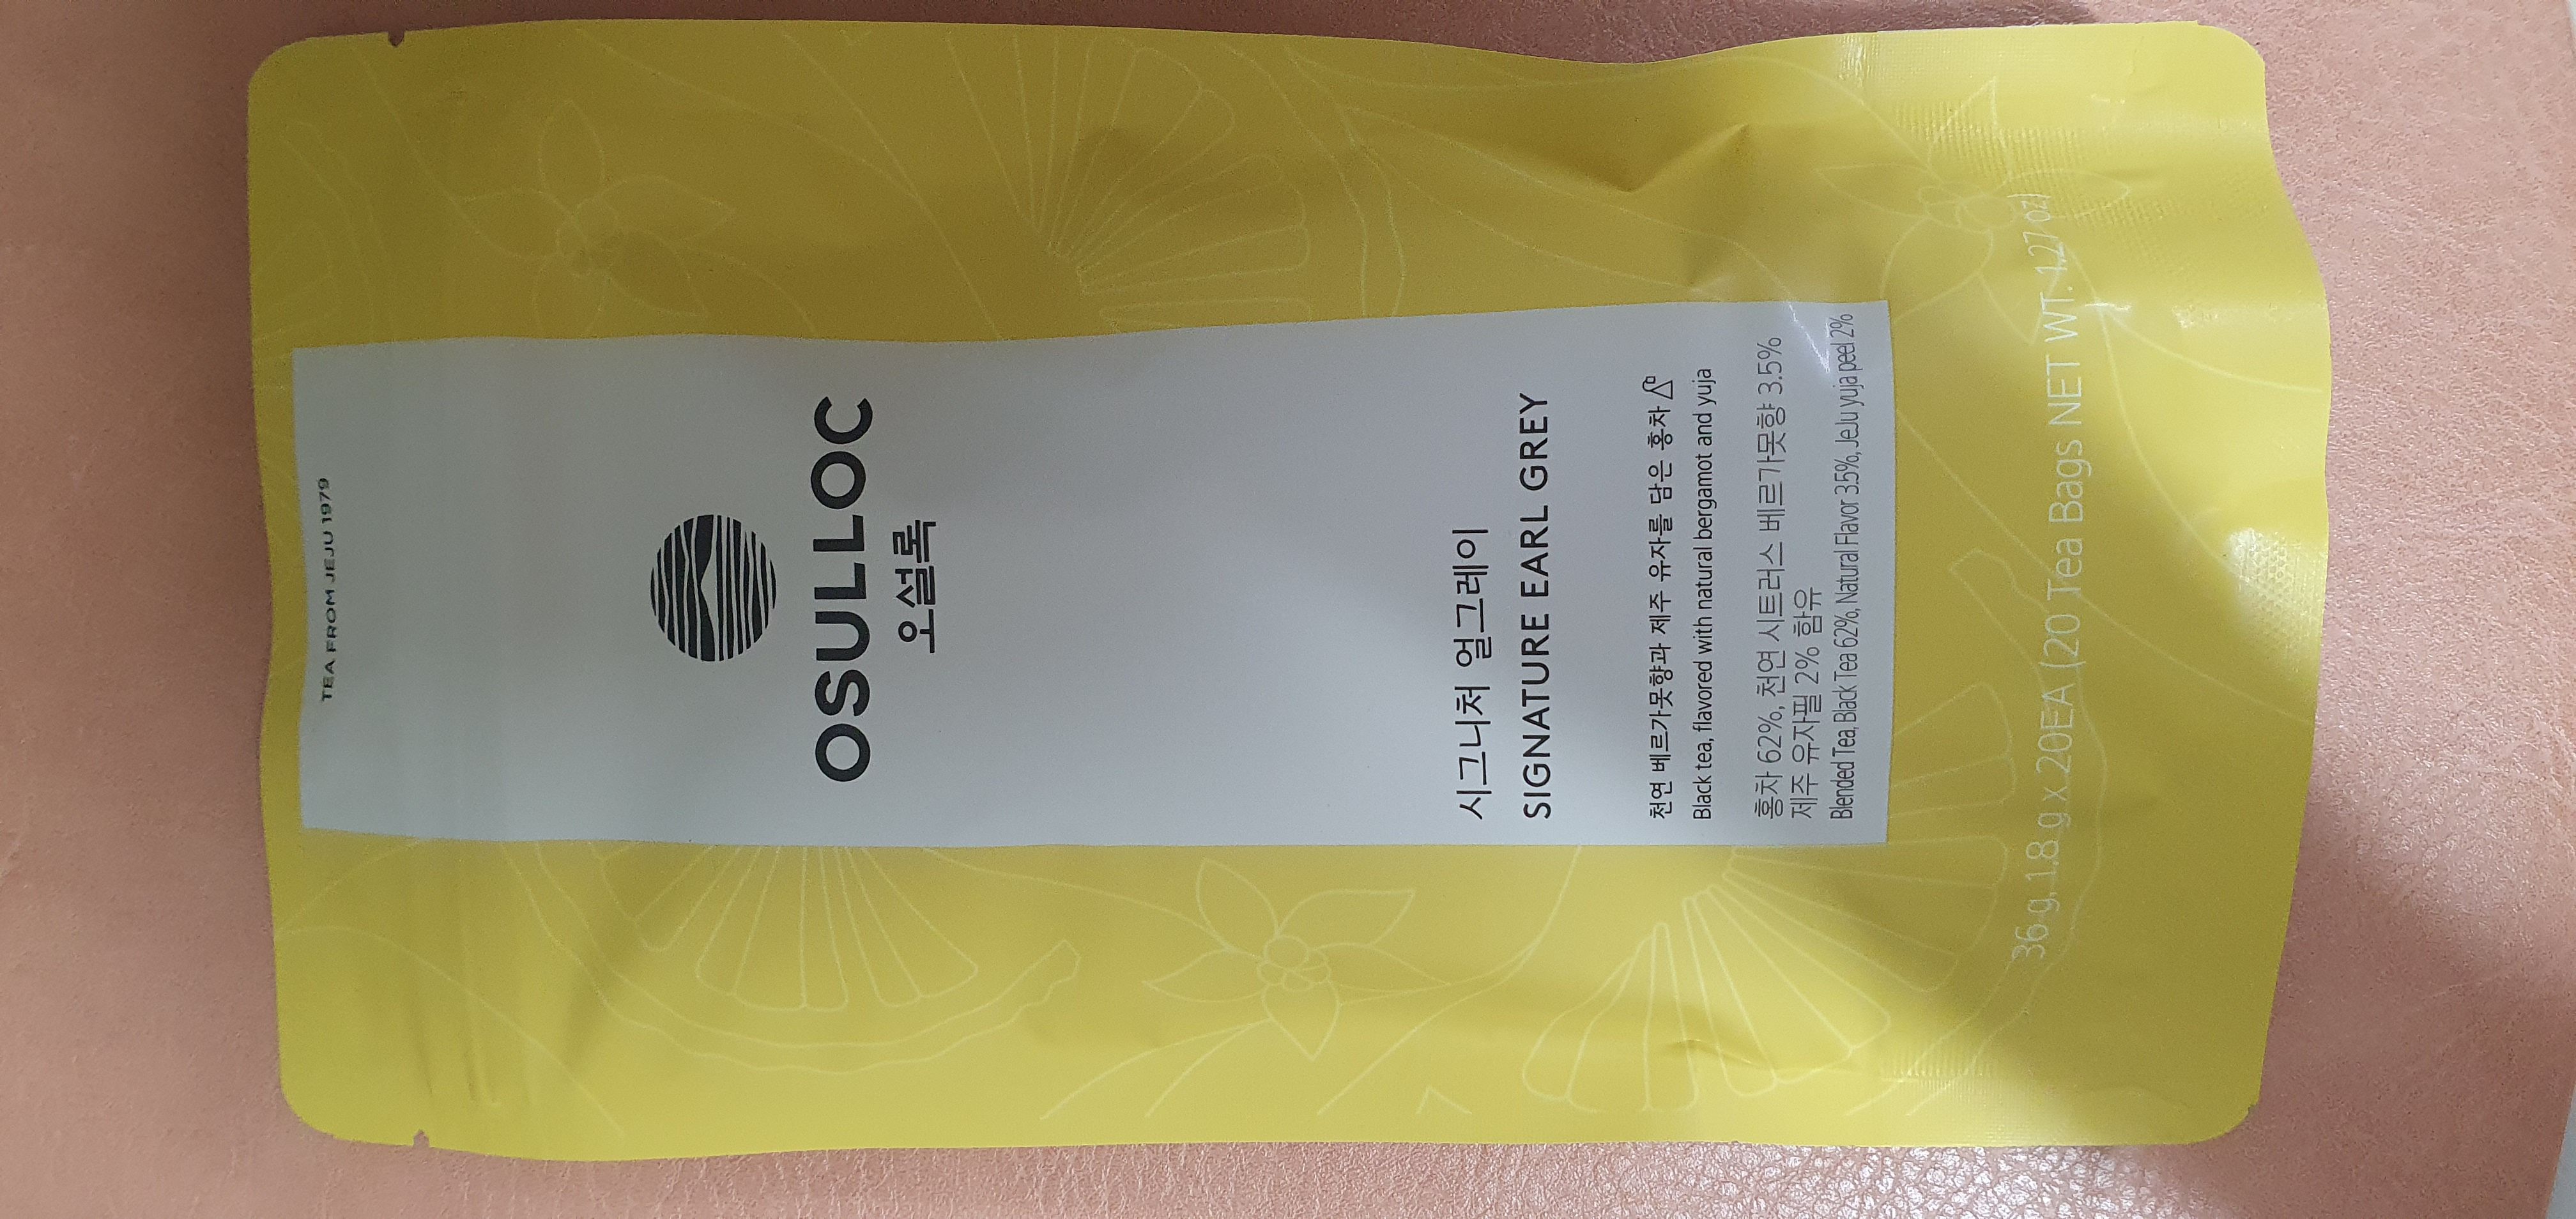 TEA FROM JEJU 1979
OSULLOC
오설록
시그니처 얼그레이
SIGNATURE EARL GREY
천연 베르가못향과 제주 유자를 담은 홍차
Black tea, flavored with natural bergamot and yuja
홍차 62%, 천연 시트러스 베르가못향 3.5%
제주 유자필 2% 함유
Blended Tea, Black Tea 62%, Natural Flavor 3.5%, JeJu yuja peel 2%
36 g, 1.8 g x 20EA (20 Tea Bags NET WT. 1.27 oz)